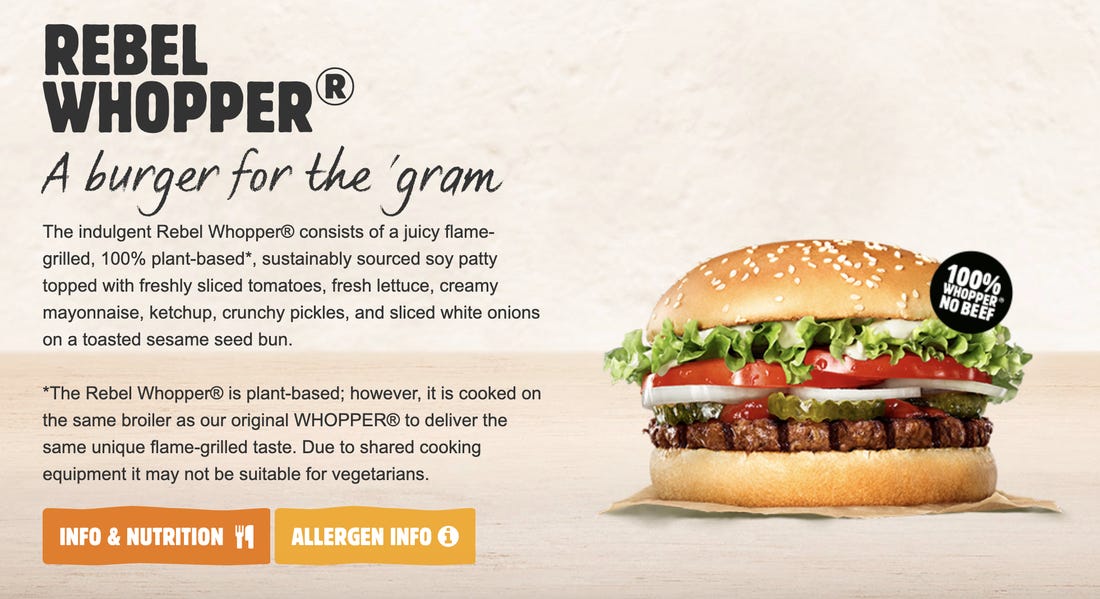 REBEL
WHOPPER®
A burger for the 'gram
The indulgent Rebel Whopper® consists of a juicy flame-
grilled, 100% plant-based*, sustainably sourced soy patty
topped with freshly sliced tomatoes, fresh lettuce, creamy
mayonnaise, ketchup, crunchy pickles, and sliced white onions
on a toasted sesame seed bun.
*The Rebel Whopper® is plant-based; however, it is cooked on
the same broiler as our original WHOPPER® to deliver the
same unique flame-grilled taste. Due to shared cooking
equipment it may not be suitable for vegetarians.
INFO & NUTRITION
ALLERGEN INFO
100%
WHOPPER®
NO BEEF